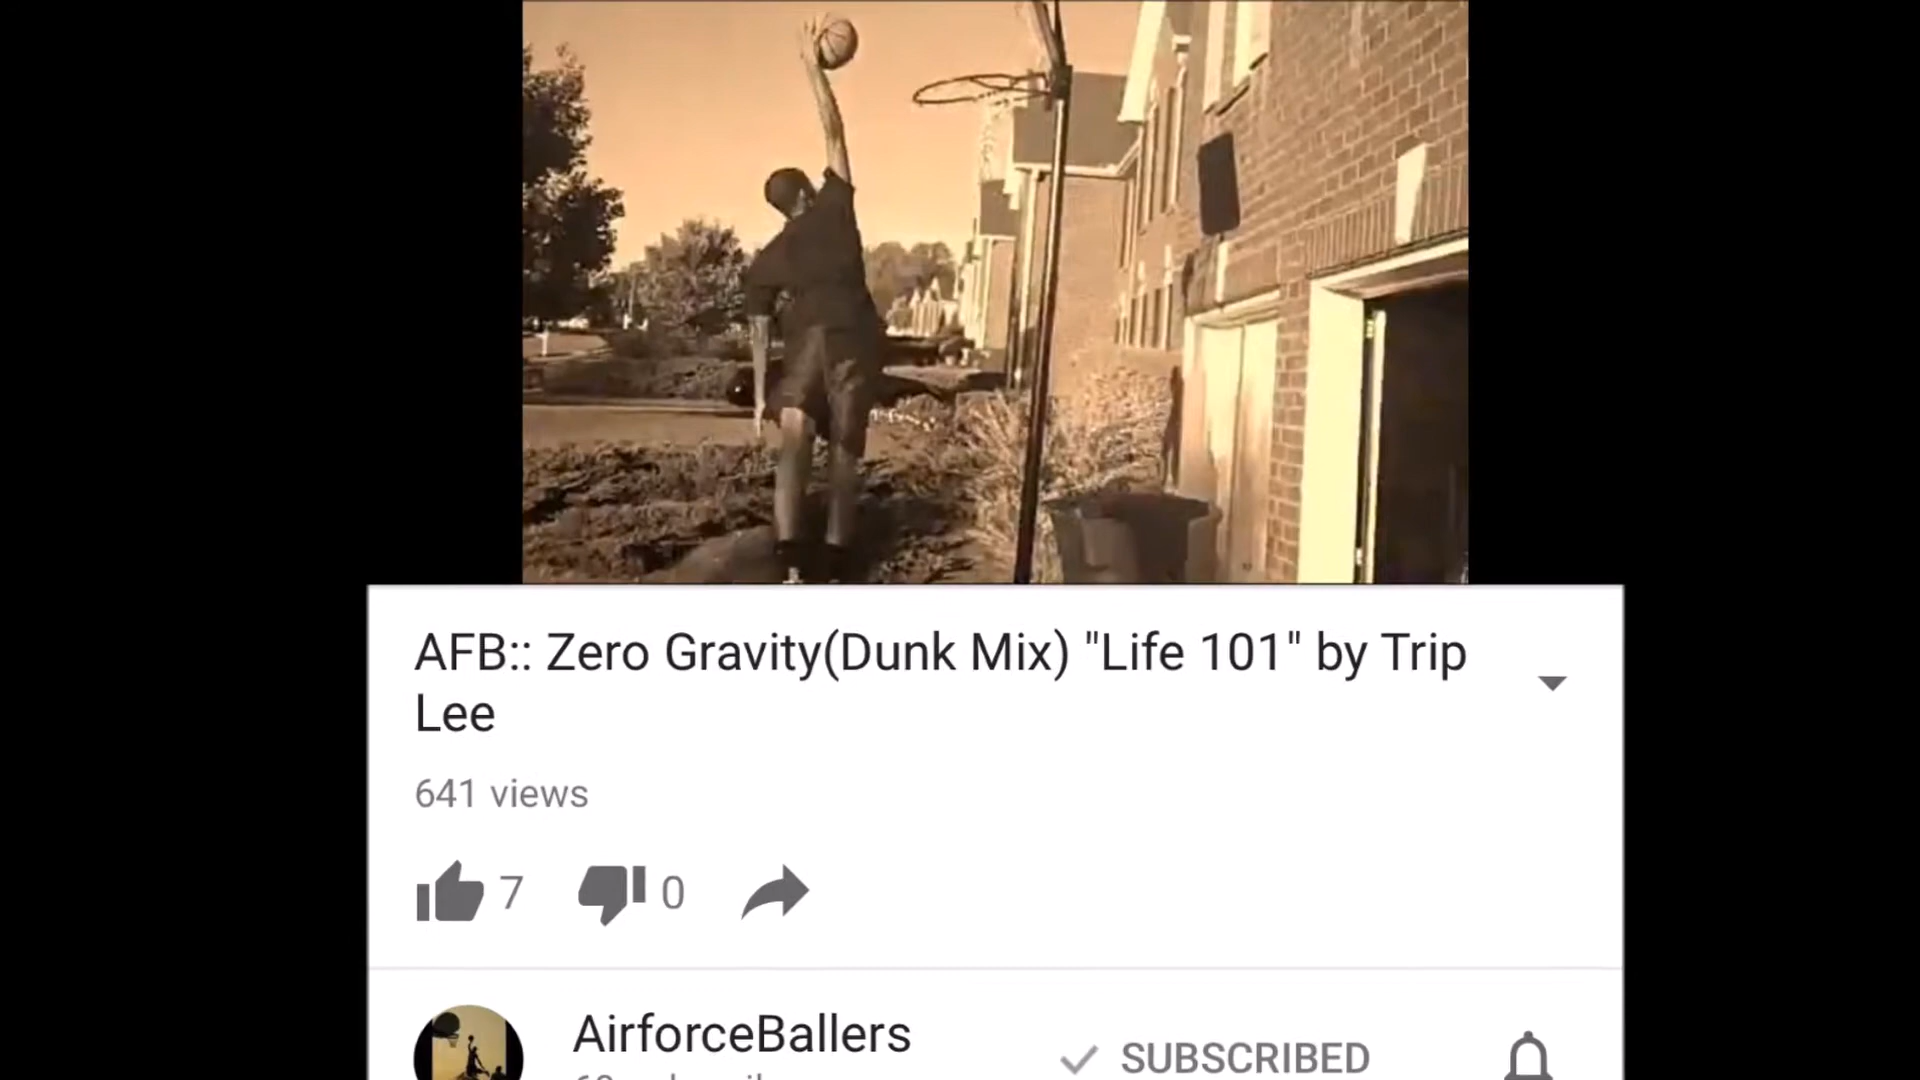 AFB:: Zero Gravity(Dunk Mix) "Life 101" by Trip
Lee
641 views
7 0
AirforceBallers
SUBSCRIBED